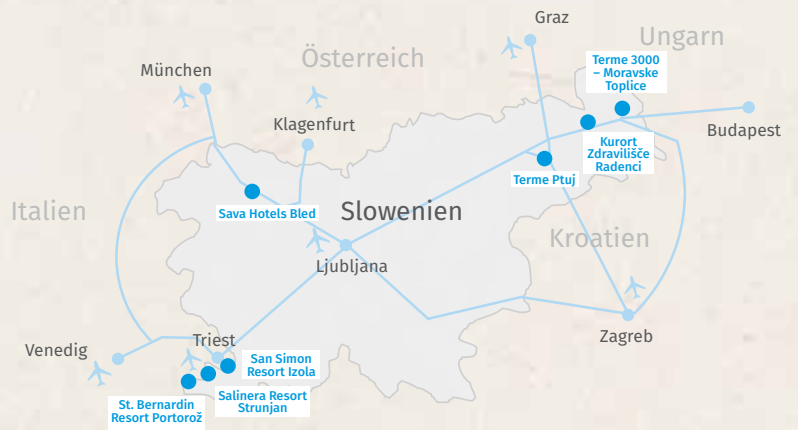 Graz
Ungarn
Österreich
Terme 3000
– Moravske
Toplice
München
Klagenfurt
Budapest
Kurort
Zdravilišče
Radenci
Terme Ptuj
Italien
Sava Hotels Bled
Slowenien
Kroatien
Ljubljana
Zagreb
Triest
Venedig
San Simon
Resort Izola
Salinera Resort
Strunjan
St. Bernardin
Resort Portorož